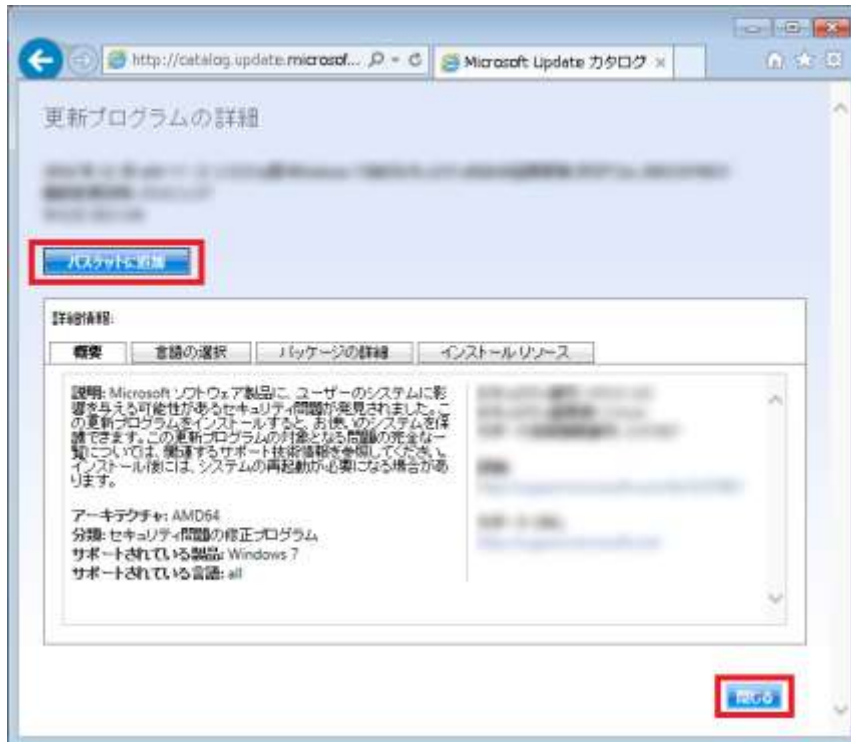 http://catalog.update.microsof...
Microsoft Update カタログ
更新プログラムの詳細
バスケットに追加
詳細情報:
概要
言語の選択
パッケージの詳細
インストール リソース
説明: Microsoft ソフトウェア製品に、ユーザーのシステムに影
響を与える可能性があるセキュリティ問題が発見されました。こ
の更新プログラムをインストールすると、お使いのシステムを保
護できます。この更新プログラムの対象となる問題の完全な一
覧については、関連するサポート技術情報を参照してください。
インストール後には、システムの再起動が必要になる場合があ
ります。
アーキテクチャ: AMD64
分類: セキュリティ問題の修正プログラム
サポートされている製品: Windows 7
サポートされている言語: all
閉じる